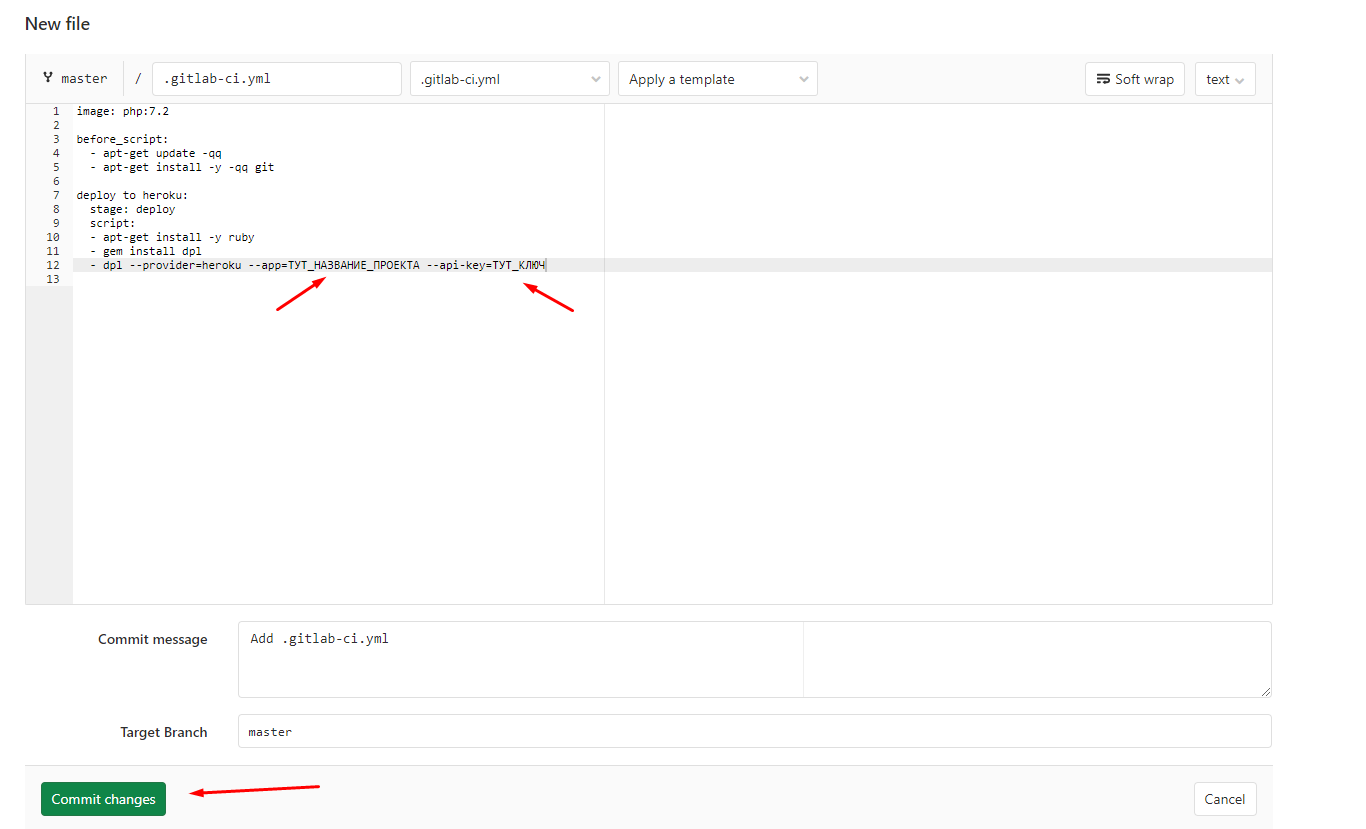 New file
master / .gitlab-ci.yml .gitlab-ci.yml Apply a template Soft wrap text
1 image: php:7.2
2
3 before_script:
4   - apt-get update -qq
5   - apt-get install -y -qq git
6
7 deploy to heroku:
8   stage: deploy
9   script:
10   - apt-get install -y ruby
11   - gem install dpl
12   - dpl --provider=heroku --app=ТУТ_НАЗВАНИЕ_ПРОЕКТА --api-key=ТУТ_КЛЮЧ
13
Commit message Add .gitlab-ci.yml
Target Branch master
Commit changes Cancel